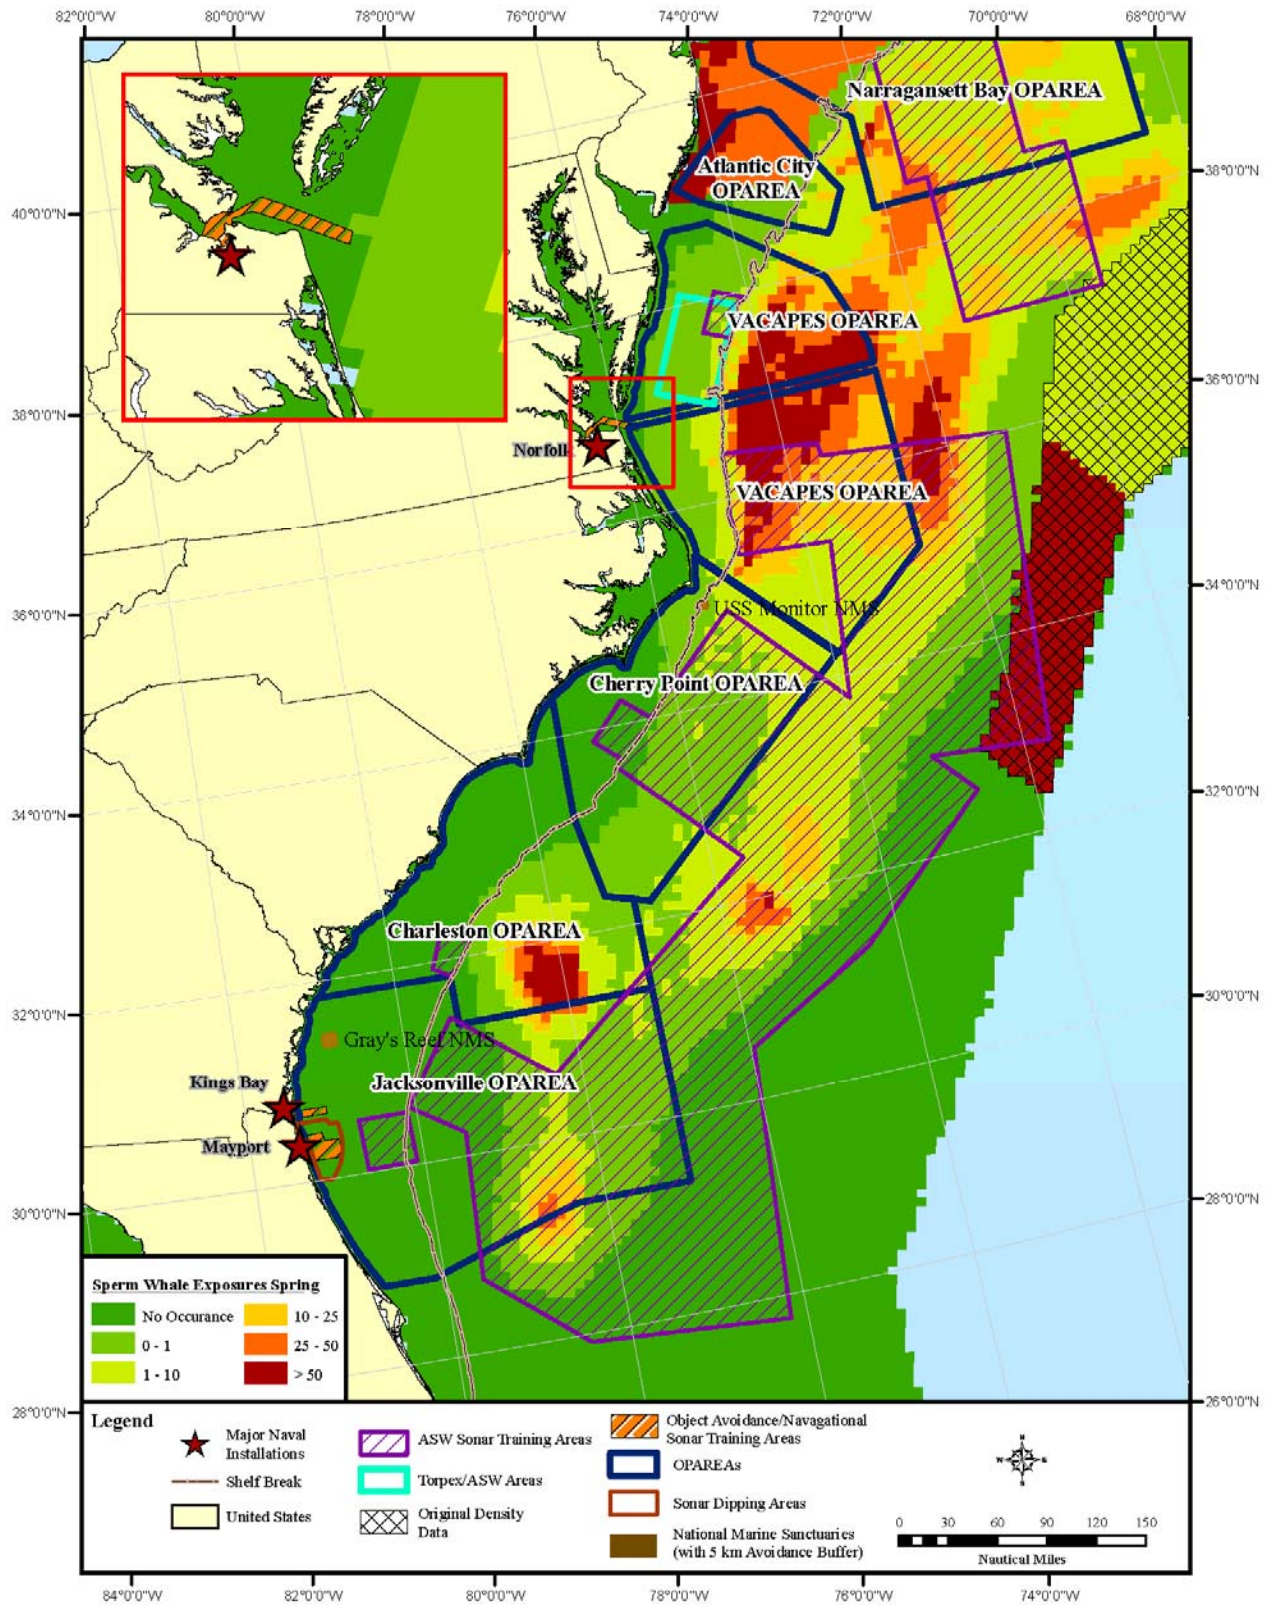 82°0'0"W 80°0'0"W 78°0'0"W 76°0'0"W 74°0'0"W 72°0'0"W 70°0'0"W 68°0'0"W
Narragansett Bay OPAREA
Atlantic City
OPAREA
38°0'0"N
40°0'0"N
VACAPES OPAREA
36°0'0"N
38°0'0"N
Norfolk
VACAPES OPAREA
34°0'0"N
USS Monitor NMS
36°0'0"N
Cherry Point OPAREA
32°0'0"N
34°0'0"N
Charleston OPAREA
30°0'0"N
32°0'0"N
Gray's Reef NMS
Kings Bay
Jacksonville OPAREA
Mayport
28°0'0"N
30°0'0"N
Sperm Whale Exposures Spring
No Occurance 10 - 25
0 - 1 25 - 50
1 - 10 > 50
26°0'0"N
28°0'0"N
Legend
Major Naval
Installations
Shelf Break
United States
ASW Sonar Training Areas
Torpex/ASW Areas
Original Density
Data
Object Avoidance/Navagational
Sonar Training Areas
OPAREAs
Sonar Dipping Areas
National Marine Sanctuaries
(with 5 km Avoidance Buffer)
N
W E
S
0 30 60 90 120 150
Nautical Miles
84°0'0"W 82°0'0"W 80°0'0"W 78°0'0"W 76°0'0"W 74°0'0"W